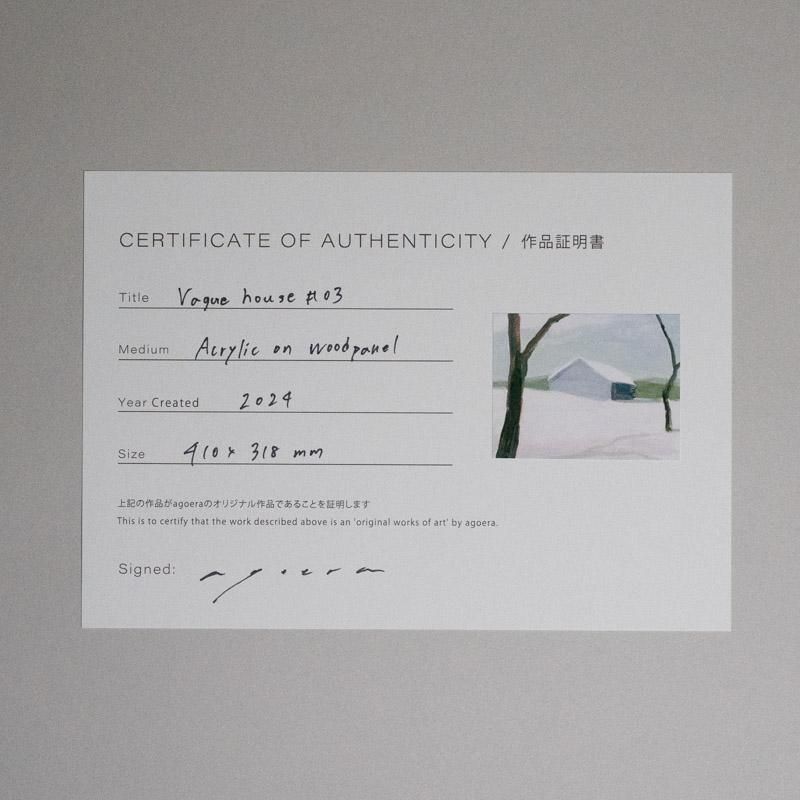 CERTIFICATE OF AUTHENTICITY / 作品証明書
Title Vague house #03
Medium Acrylic on woodpanel
Year Created 2024
Size 410 x 318 mm
上記の作品がagoeraのオリジナル作品であることを証明します
This is to certify that the work described above is an 'original works of art' by agoera.
Signed: agoera